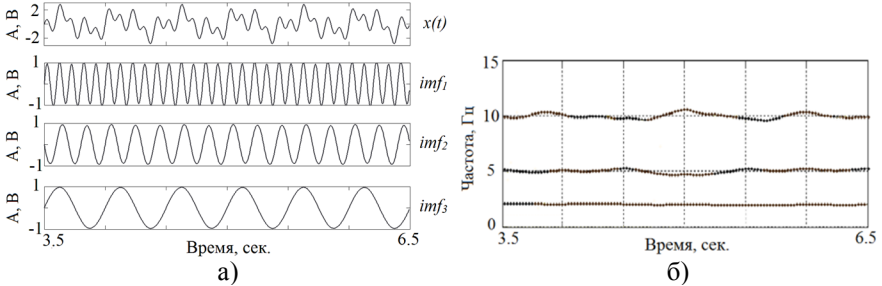 А, В
2
-2
x(t)
А, В
1
-1
imf1
А, В
1
-1
imf2
А, В
1
-1
imf3
3.5
Время, сек.
6.5
а)
Частота, Гц
15
10
5
0
3.5
Время, сек.
6.5
б)